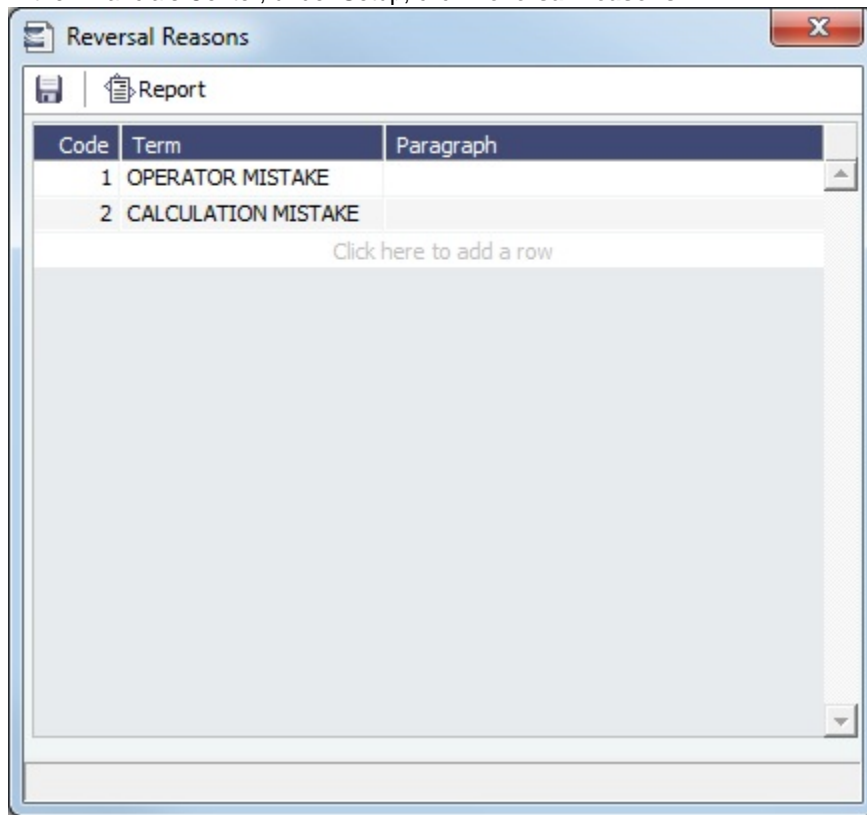 Reversal Reasons
Report
Code Term Paragraph
1 OPERATOR MISTAKE
2 CALCULATION MISTAKE
Click here to add a row